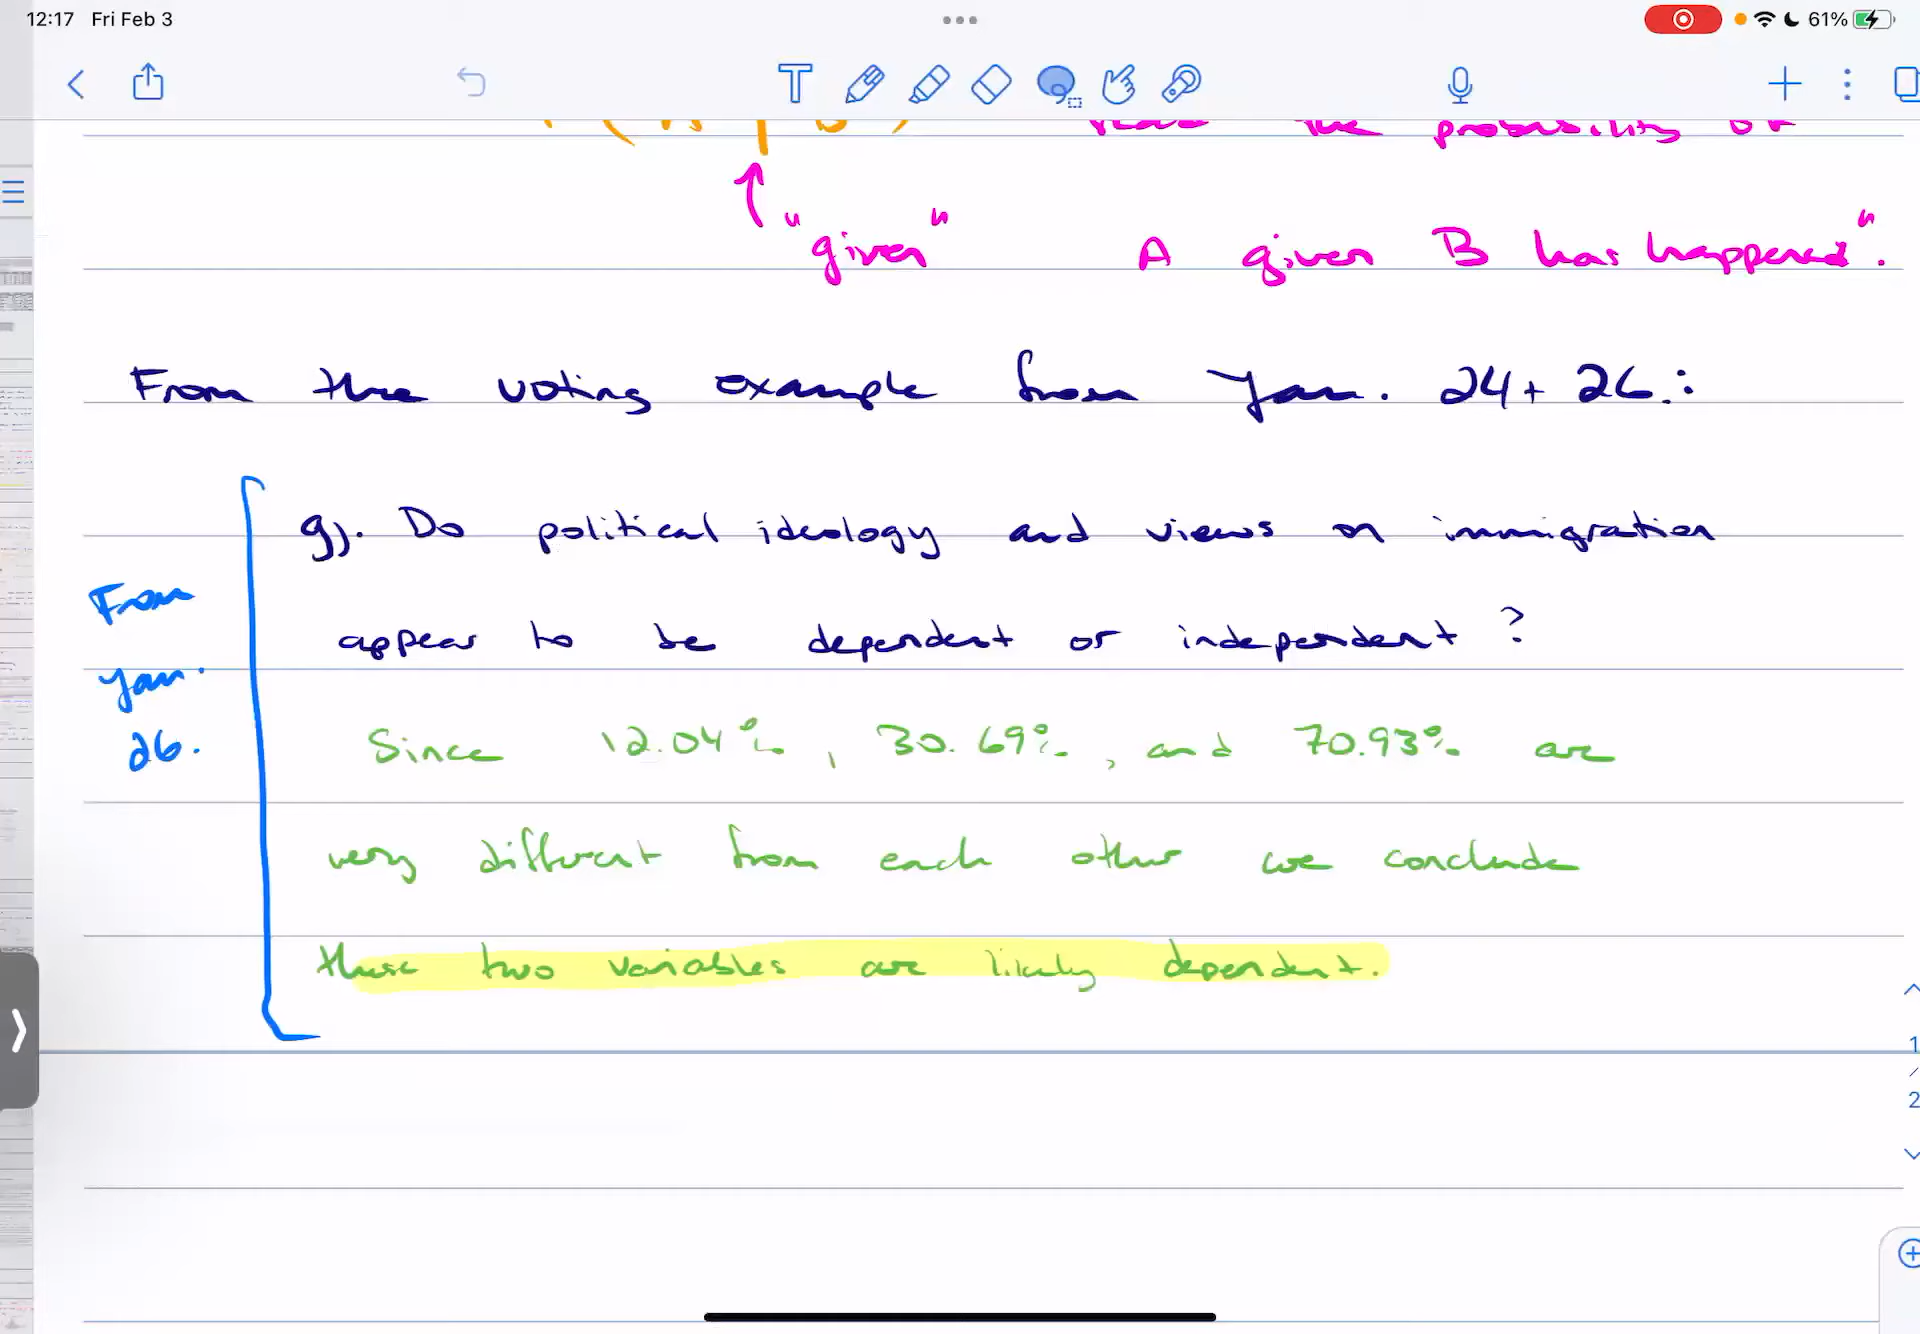 12:17 Fri Feb 3
61%
the probability of
"given" A given B has happened".
From the voting example from Jan. 24 + 26:
g). Do political ideology and views on immigration
From appear to be dependent or independent?
Jan.
26. Since 12.04%, 30.69%, and 70.93% are
very different from each other we conclude
these two variables are likely dependent.
1
/
2